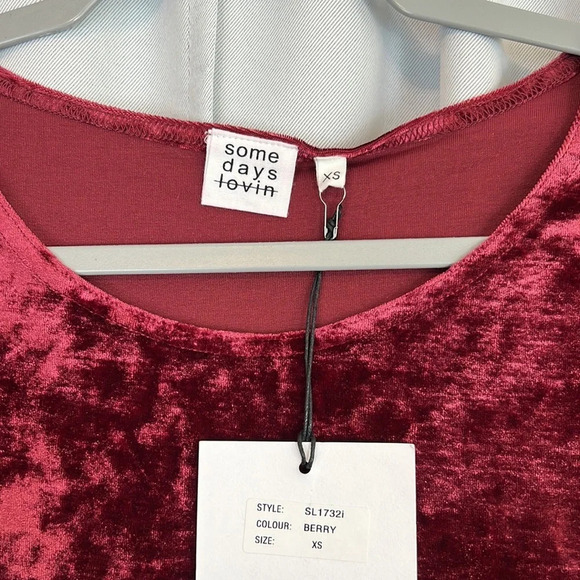 some
days
lovin
XS
STYLE: SL1732i
COLOUR: BERRY
SIZE: XS